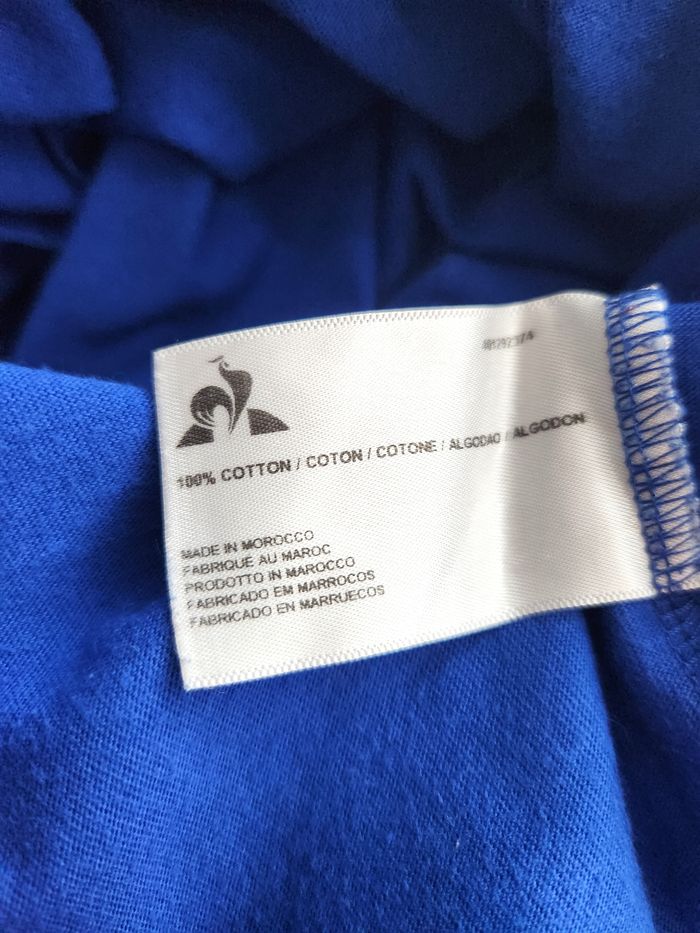 100% COTTON / COTON / COTONE / ALGODAO / ALGODON
MADE IN MOROCCO
FABRIQUE AU MAROC
PRODOTTO IN MAROCCO
FABRICADO EM MARROCOS
FABRICADO EN MARRUECOS